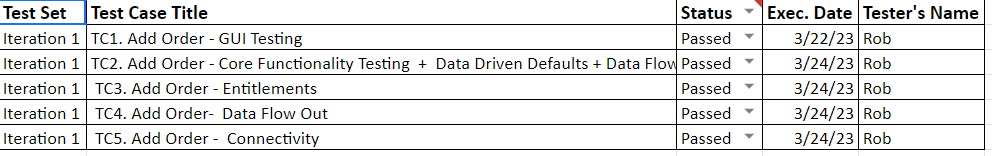 Test Set Test Case Title Status Exec. Date Tester's Name
Iteration 1 TC1. Add Order - GUI Testing Passed 3/22/23 Rob
Iteration 1 TC2. Add Order - Core Functionality Testing + Data Driven Defaults + Data Flow Passed 3/24/23 Rob
Iteration 1 TC3. Add Order - Entitlements Passed 3/24/23 Rob
Iteration 1 TC4. Add Order- Data Flow Out Passed 3/24/23 Rob
Iteration 1 TC5. Add Order - Connectivity Passed 3/24/23 Rob